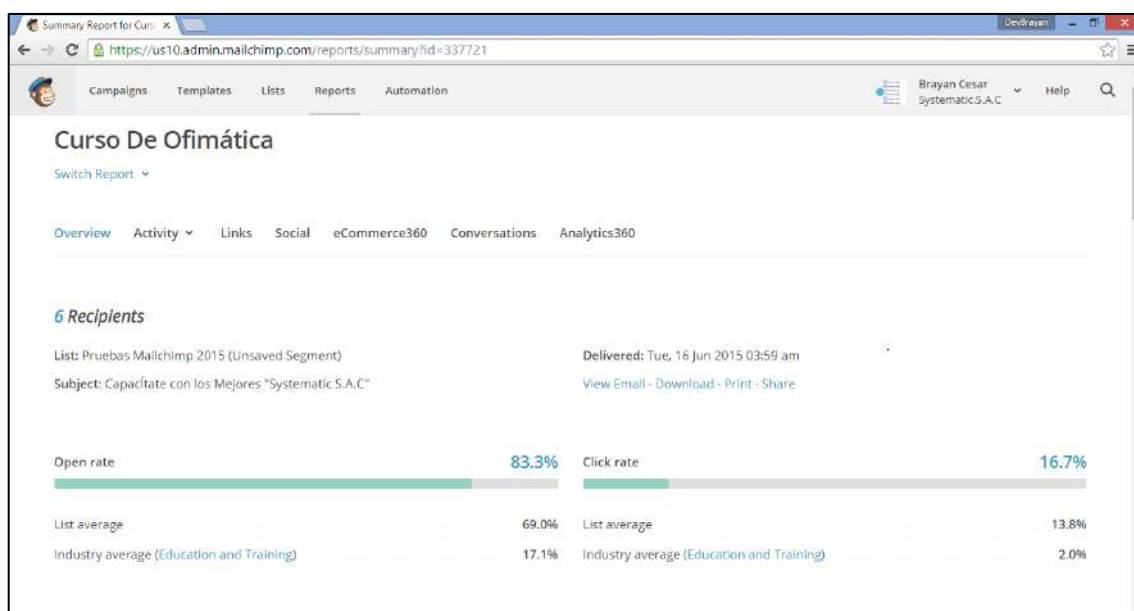 Summary Report for Cur
DevBrayan
https://us10.admin.mailchimp.com/reports/summary?id=337721
Campaigns Templates Lists Reports Automation Brayan Cesar Help
Systematic.S.A.C
Curso De Ofimática
Switch Report
Overview Activity Links Social eCommerce360 Conversations Analytics360
6 Recipients
List: Pruebas Mailchimp 2015 (Unsaved Segment) Delivered: Tue, 16 Jun 2015 03:59 am
Subject: Capacítate con los Mejores "Systematic S.A.C" View Email - Download - Print - Share
Open rate 83.3% Click rate 16.7%
List average 69.0% List average 13.8%
Industry average (Education and Training) 17.1% Industry average (Education and Training) 2.0%